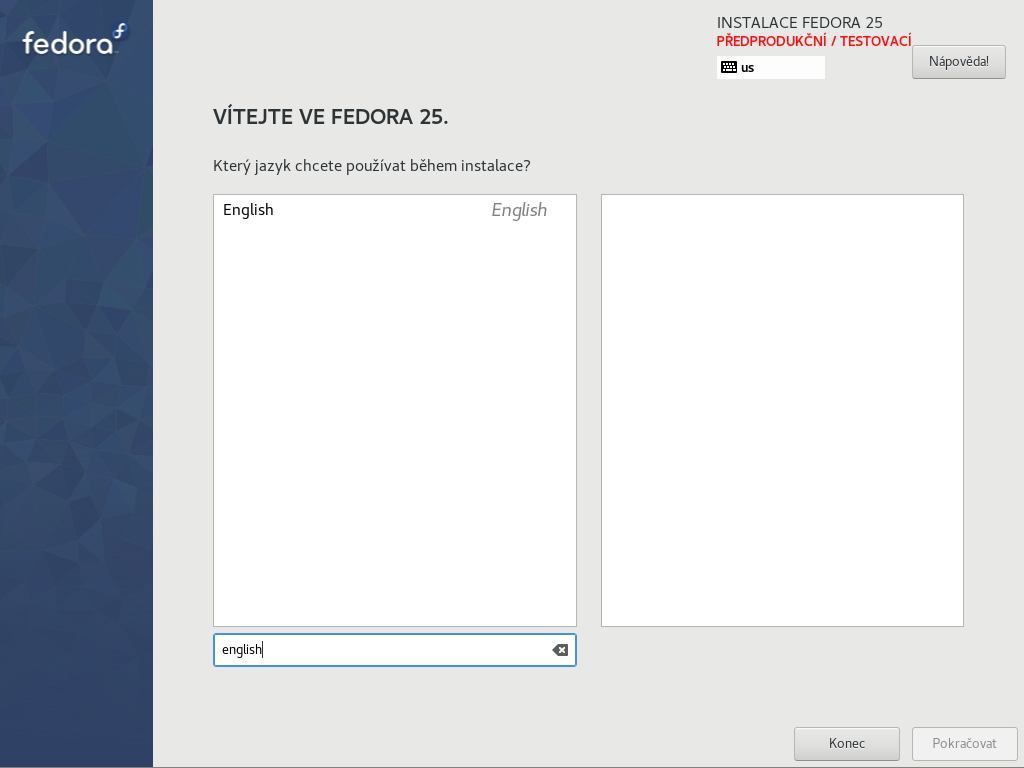 fedora
INSTALACE FEDORA 25
PŘEDPRODUKČNÍ / TESTOVACÍ
us
Nápověda!
VÍTEJTE VE FEDORA 25.
Který jazyk chcete používat během instalace?
English English
english
Konec Pokračovat